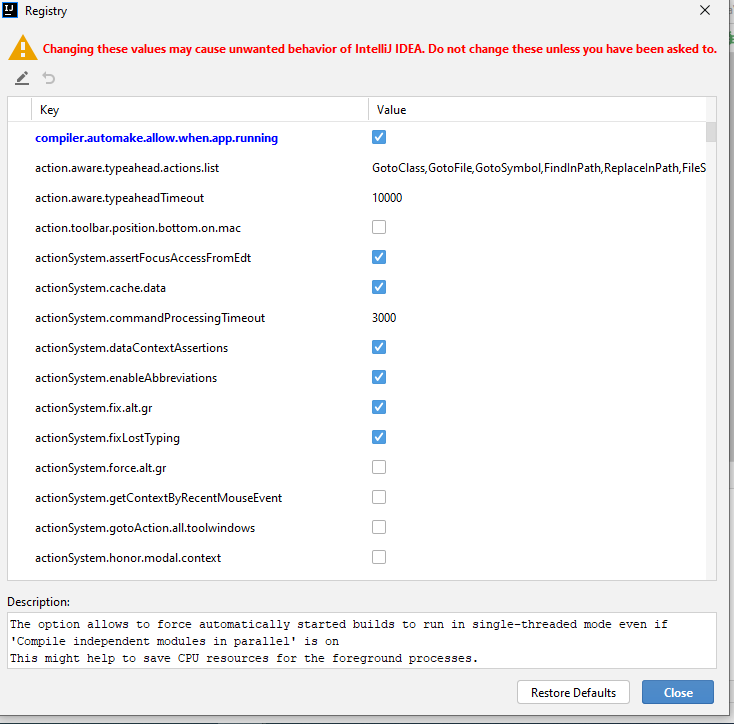 Registry
Changing these values may cause unwanted behavior of IntelliJ IDEA. Do not change these unless you have been asked to.
Key Value
compiler.automake.allow.when.app.running
action.aware.typeahead.actions.list GotoClass,GotoFile,GotoSymbol,FindInPath,ReplaceInPath,FileS
action.aware.typeaheadTimeout 10000
action.toolbar.position.bottom.on.mac
actionSystem.assertFocusAccessFromEdt
actionSystem.cache.data
actionSystem.commandProcessingTimeout 3000
actionSystem.dataContextAssertions
actionSystem.enableAbbreviations
actionSystem.fix.alt.gr
actionSystem.fixLostTyping
actionSystem.force.alt.gr
actionSystem.getContextByRecentMouseEvent
actionSystem.gotoAction.all.toolwindows
actionSystem.honor.modal.context
Description:
The option allows to force automatically started builds to run in single-threaded mode even if
'Compile independent modules in parallel' is on
This might help to save CPU resources for the foreground processes.
Restore Defaults Close